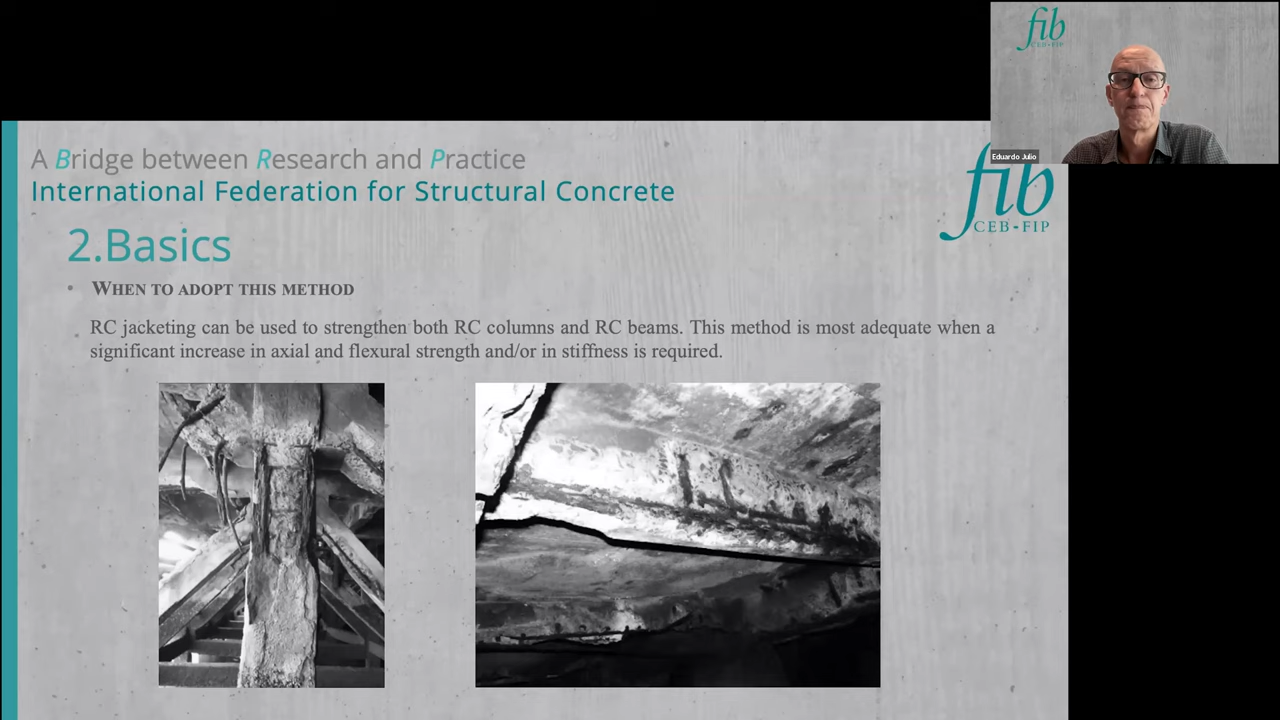 fib
CEB-FIP
Eduardo Julio
A Bridge between Research and Practice
International Federation for Structural Concrete
fib
CEB-FIP
2.Basics
• WHEN TO ADOPT THIS METHOD
RC jacketing can be used to strengthen both RC columns and RC beams. This method is most adequate when a
significant increase in axial and flexural strength and/or in stiffness is required.